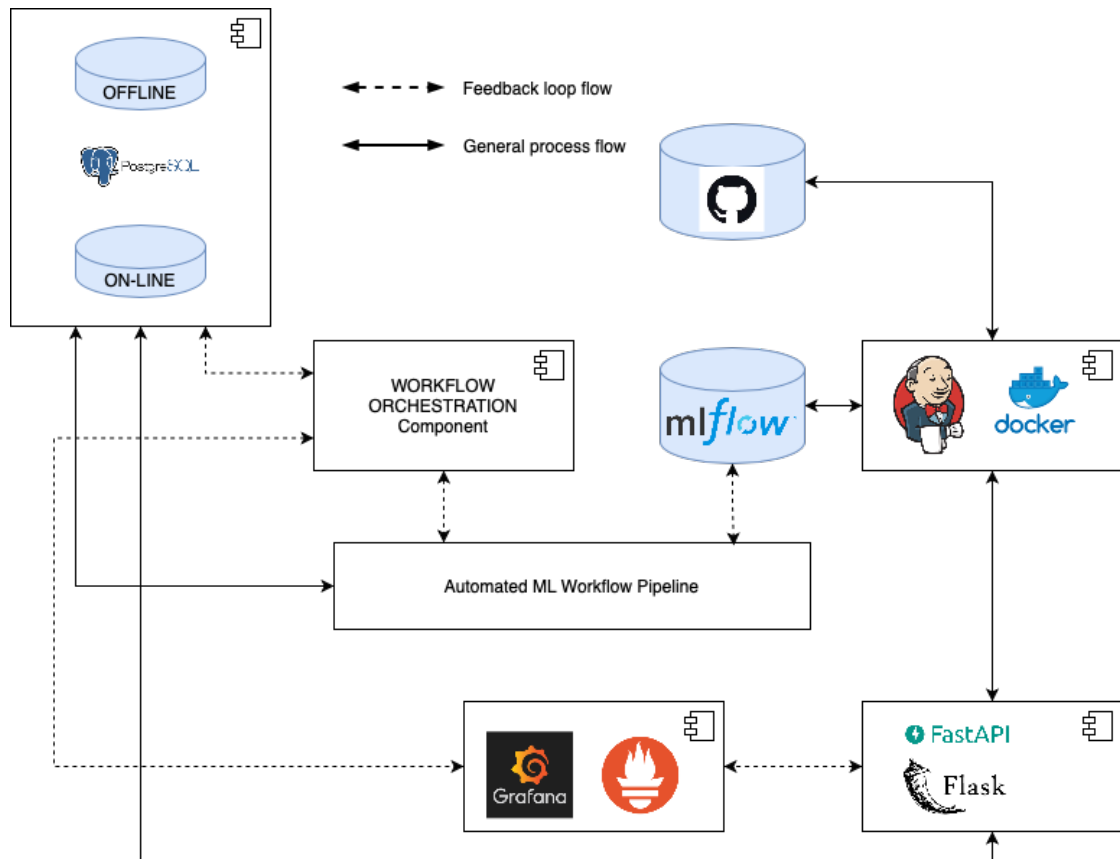 OFFLINE
PostgreSQL
ON-LINE
Feedback loop flow
General process flow
WORKFLOW
ORCHESTRATION
Component
mlflow
docker
Automated ML Workflow Pipeline
Grafana
FastAPI
Flask